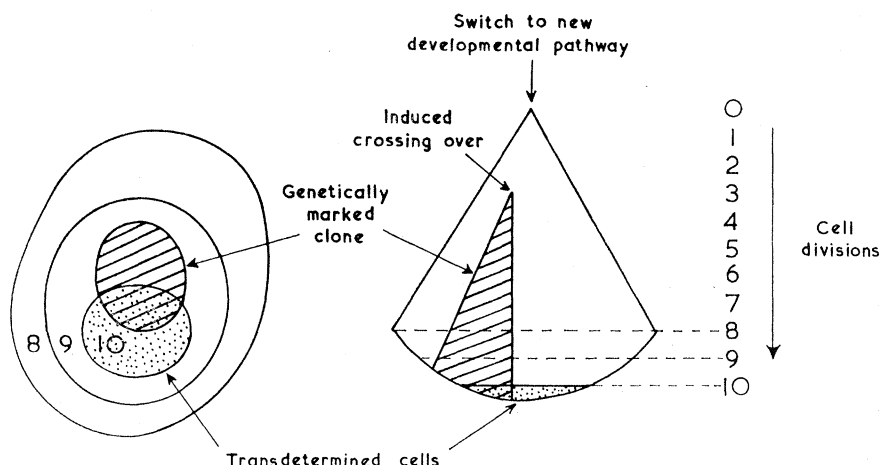 Switch to new
developmental pathway
Induced
crossing over
Genetically
marked
clone
8 9 10
Transdetermined cells
0
1
2
3
4
5
6
7
8
9
10
Cell
divisions